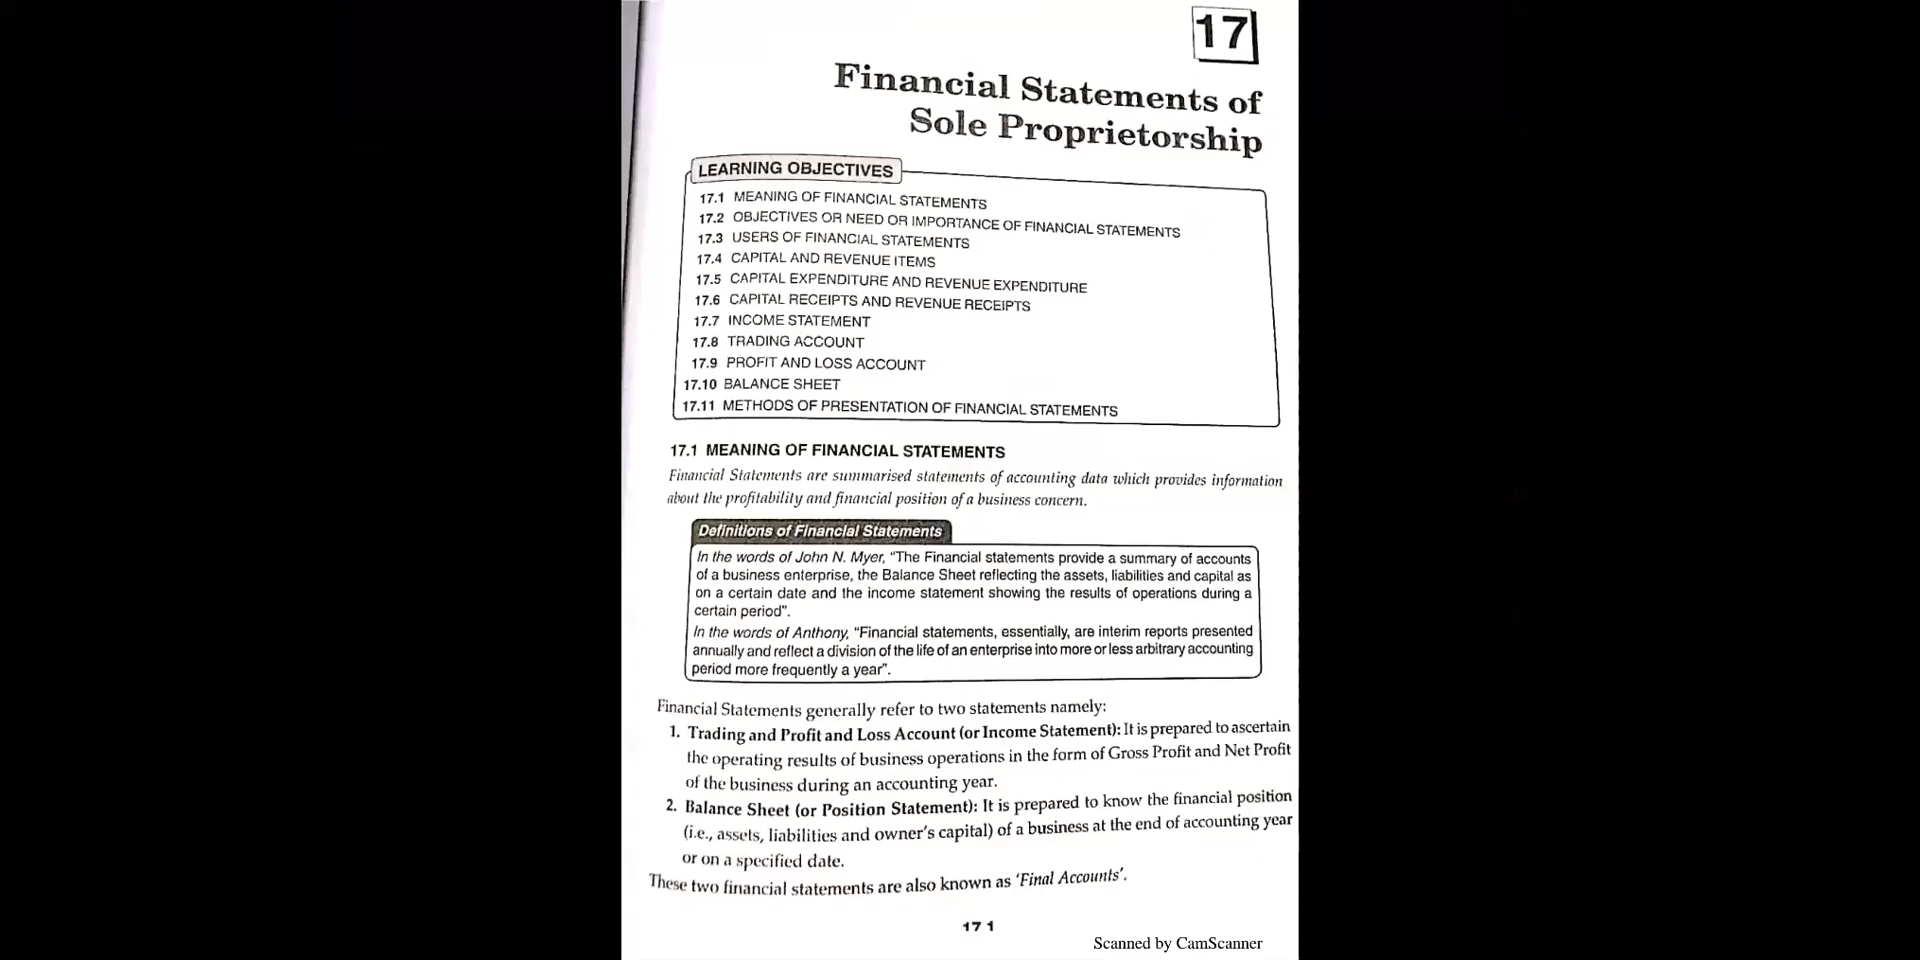 17
Financial Statements of
Sole Proprietorship
LEARNING OBJECTIVES
17.1 MEANING OF FINANCIAL STATEMENTS
17.2 OBJECTIVES OR NEED OR IMPORTANCE OF FINANCIAL STATEMENTS
17.3 USERS OF FINANCIAL STATEMENTS
17.4 CAPITAL AND REVENUE ITEMS
17.5 CAPITAL EXPENDITURE AND REVENUE EXPENDITURE
17.6 CAPITAL RECEIPTS AND REVENUE RECEIPTS
17.7 INCOME STATEMENT
17.8 TRADING ACCOUNT
17.9 PROFIT AND LOSS ACCOUNT
17.10 BALANCE SHEET
17.11 METHODS OF PRESENTATION OF FINANCIAL STATEMENTS
17.1 MEANING OF FINANCIAL STATEMENTS
Financial Statements are summarised statements of accounting data which provides information
about the profitability and financial position of a business concern.
Definitions of Financial Statements
In the words of John N. Myer, “The Financial statements provide a summary of accounts
of a business enterprise, the Balance Sheet reflecting the assets, liabilities and capital as
on a certain date and the income statement showing the results of operations during a
certain period”.
In the words of Anthony, “Financial statements, essentially, are interim reports presented
annually and reflect a division of the life of an enterprise into more or less arbitrary accounting
period more frequently a year”.
Financial Statements generally refer to two statements namely:
1. Trading and Profit and Loss Account (or Income Statement): It is prepared to ascertain
the operating results of business operations in the form of Gross Profit and Net Profit
of the business during an accounting year.
2. Balance Sheet (or Position Statement): It is prepared to know the financial position
(i.e., assets, liabilities and owner's capital) of a business at the end of accounting year
or on a specified date.
These two financial statements are also known as ‘Final Accounts’.
17 1
Scanned by CamScanner